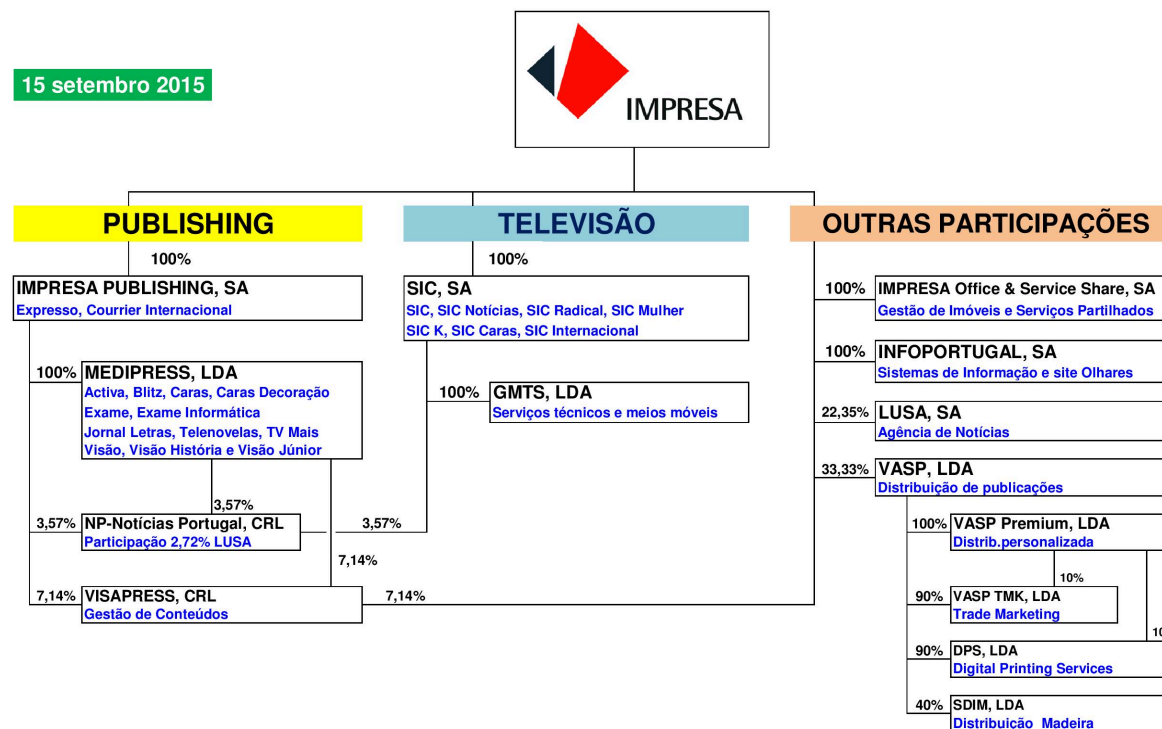 IMPRESA
15 setembro 2015
PUBLISHING
TELEVISÃO
OUTRAS PARTICIPAÇÕES
100%
IMPRESA PUBLISHING, SA
Expresso, Courrier Internacional
100%
MEDIPRESS, LDA
Activa, Blitz, Caras, Caras Decoração
Exame, Exame Informática
Jornal Letras, Telenovelas, TV Mais
Visão, Visão História e Visão Júnior
3,57%
3,57%
NP-Notícias Portugal, CRL
Participação 2,72% LUSA
3,57%
7,14%
7,14%
VISAPRESS, CRL
Gestão de Conteúdos
7,14%
100%
SIC, SA
SIC, SIC Notícias, SIC Radical, SIC Mulher
SIC K, SIC Caras, SIC Internacional
100%
GMTS, LDA
Serviços técnicos e meios móveis
100%
IMPRESA Office & Service Share, SA
Gestão de Imóveis e Serviços Partilhados
100%
INFOPORTUGAL, SA
Sistemas de Informação e site Olhares
22,35%
LUSA, SA
Agência de Notícias
33,33%
VASP, LDA
Distribuição de publicações
100%
VASP Premium, LDA
Distrib.personalizada
10%
90%
VASP TMK, LDA
Trade Marketing
90%
DPS, LDA
Digital Printing Services
40%
SDIM, LDA
Distribuição Madeira